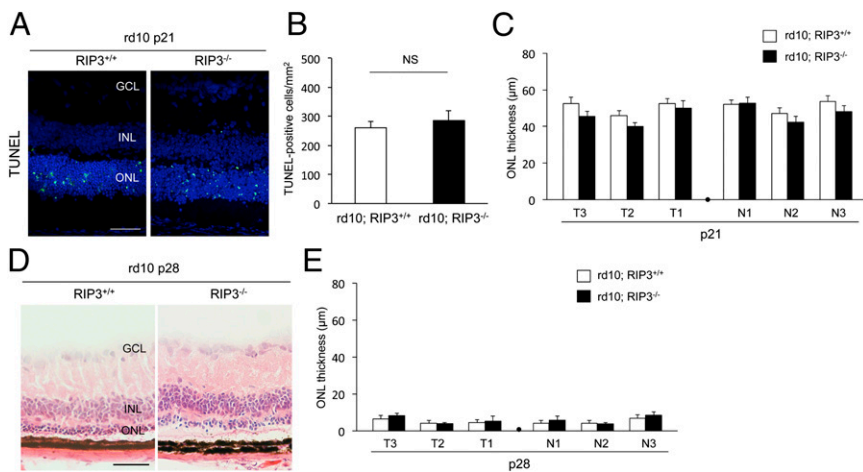 A
rd10 p21
RIP3+/+
RIP3-/-
TUNEL
GCL
INL
ONL
B
TUNEL-positive cells/mm²
500
400
300
200
100
0
NS
rd10; RIP3+/+
rd10; RIP3-/-
C
rd10; RIP3+/+
rd10; RIP3-/-
ONL thickness (μm)
80
60
40
20
0
T3 T2 T1 N1 N2 N3
p21
D
rd10 p28
RIP3+/+
RIP3-/-
GCL
INL
ONL
E
rd10; RIP3+/+
rd10; RIP3-/-
ONL thickness (μm)
80
60
40
20
0
T3 T2 T1 N1 N2 N3
p28